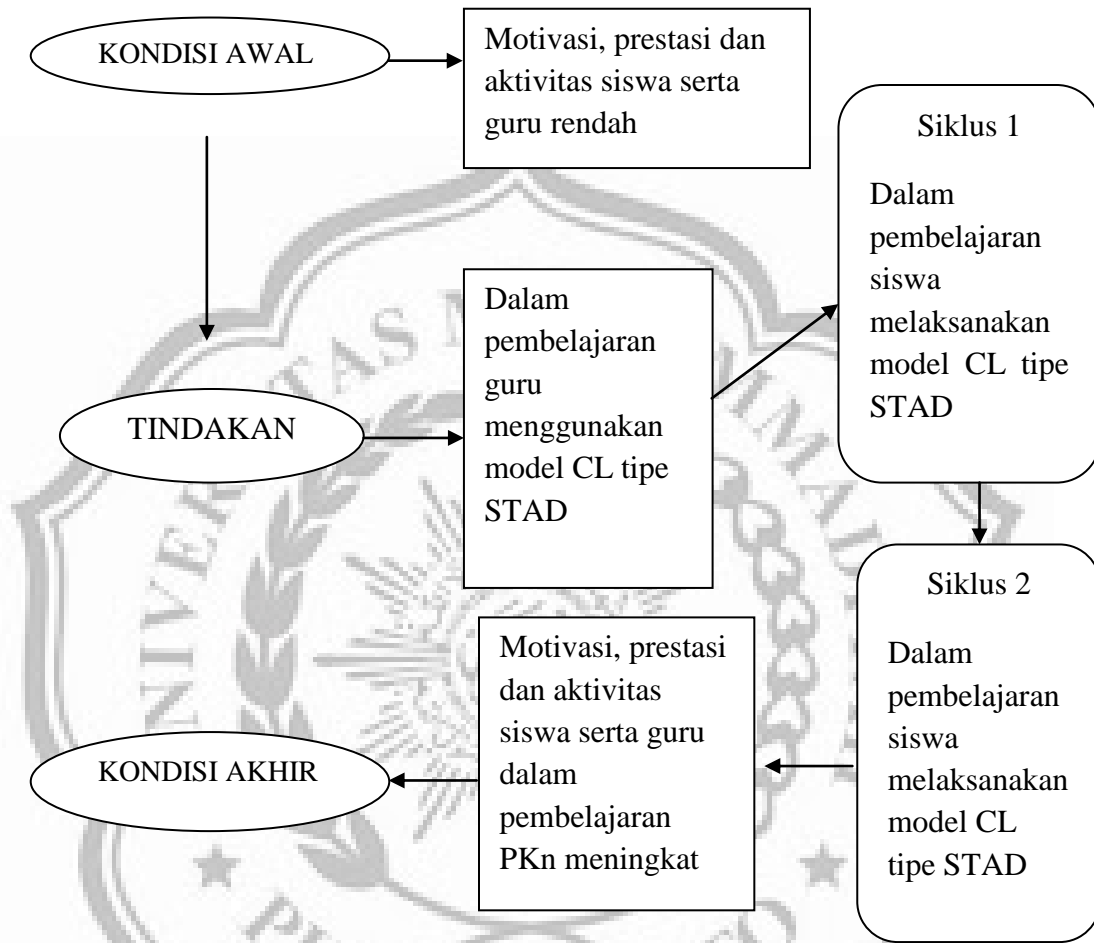 KONDISI AWAL
Motivasi, prestasi dan
aktivitas siswa serta
guru rendah
Siklus 1
Dalam
pembelajaran
siswa
melaksanakan
model CL tipe
STAD
TINDAKAN
Dalam
pembelajaran
guru
menggunakan
model CL tipe
STAD
Siklus 2
Dalam
pembelajaran
siswa
melaksanakan
model CL
tipe STAD
Motivasi, prestasi
dan aktivitas
siswa serta guru
dalam
pembelajaran
PKn meningkat
KONDISI AKHIR